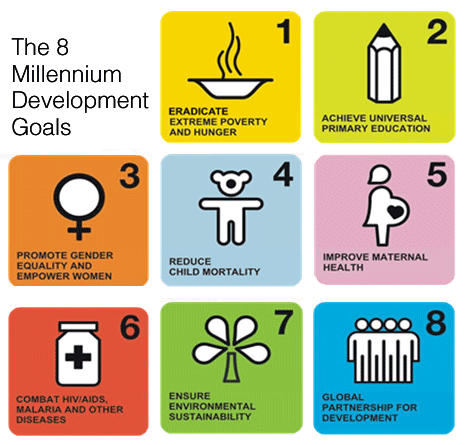 The 8
Millennium
Development
Goals
1
ERADICATE
EXTREME POVERTY
AND HUNGER
2
ACHIEVE UNIVERSAL
PRIMARY EDUCATION
3
PROMOTE GENDER
EQUALITY AND
EMPOWER WOMEN
4
REDUCE
CHILD MORTALITY
5
IMPROVE MATERNAL
HEALTH
6
COMBAT HIV/AIDS,
MALARIA AND OTHER
DISEASES
7
ENSURE
ENVIRONMENTAL
SUSTAINABILITY
8
GLOBAL
PARTNERSHIP FOR
DEVELOPMENT